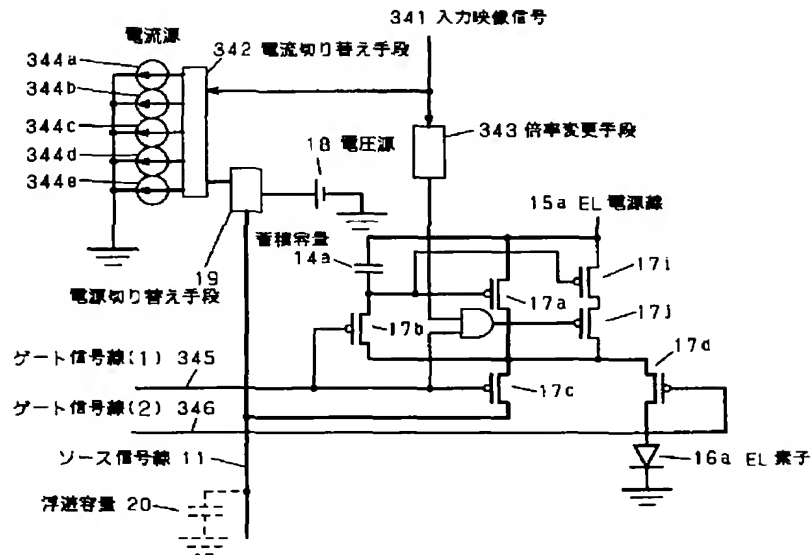 341 入力映像信号
電流源
342 電流切り替え手段
344a
344b
344c
344d
344e
343 倍率変更手段
18 電圧源
15a EL 電源線
蓄積容量
14a
19
電源切り替え手段
17i
17a
17j
17b
17d
ゲート信号線(1) 345
17c
ゲート信号線(2) 346
ソース信号線 11
16a EL 素子
浮遊容量 20